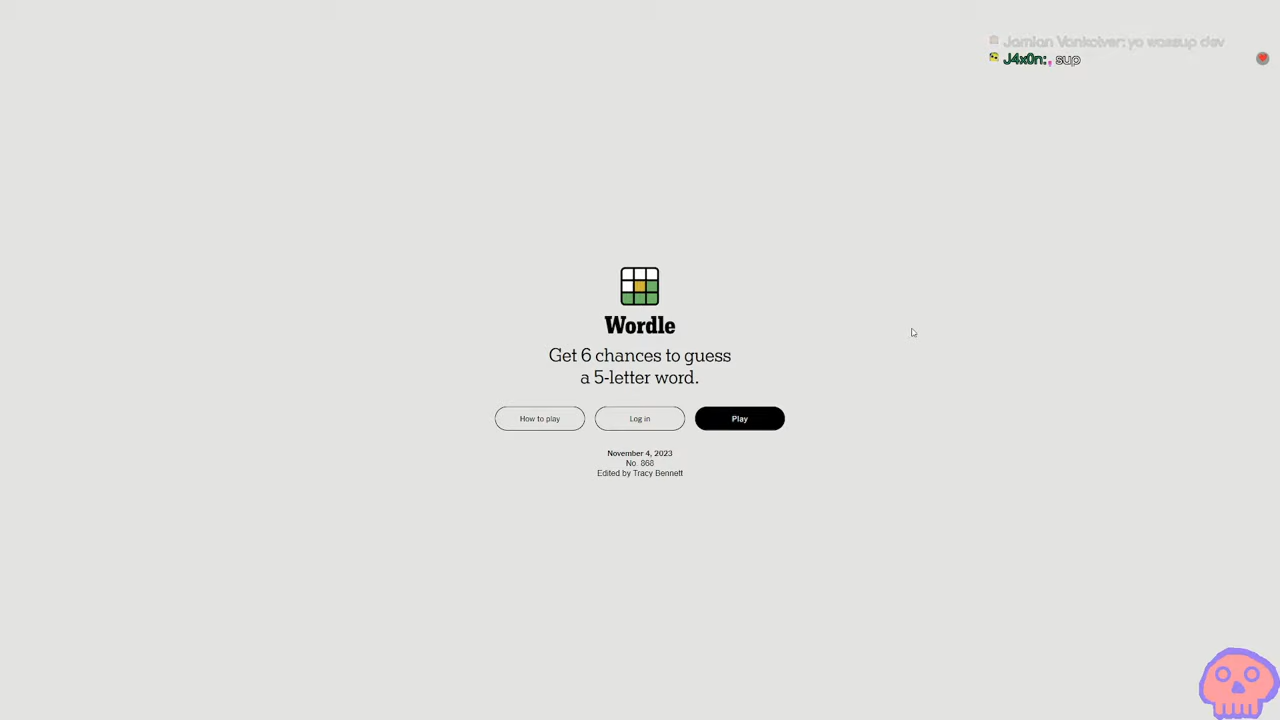 Jamian Vankolver: yo wassup dev
J4x0n: sup
Wordle
Get 6 chances to guess
a 5-letter word.
How to play
Log in
Play
November 4, 2023
No. 868
Edited by Tracy Bennett